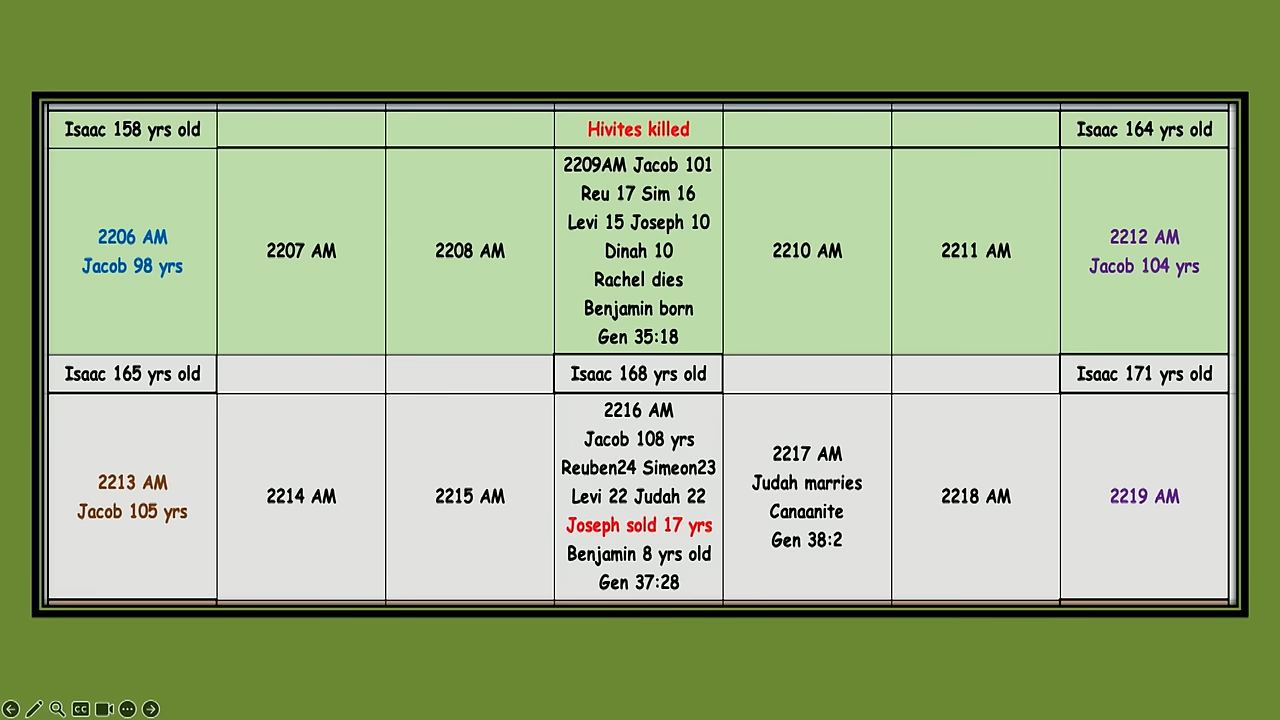 Isaac 158 yrs old
Hivites killed
Isaac 164 yrs old
2206 AM
Jacob 98 yrs
2207 AM
2208 AM
2209AM Jacob 101
Reu 17 Sim 16
Levi 15 Joseph 10
Dinah 10
Rachel dies
Benjamin born
Gen 35:18
2210 AM
2211 AM
2212 AM
Jacob 104 yrs
Isaac 165 yrs old
Isaac 168 yrs old
Isaac 171 yrs old
2213 AM
Jacob 105 yrs
2214 AM
2215 AM
2216 AM
Jacob 108 yrs
Reuben24 Simeon23
Levi 22 Judah 22
Joseph sold 17 yrs
Benjamin 8 yrs old
Gen 37:28
2217 AM
Judah marries
Canaanite
Gen 38:2
2218 AM
2219 AM
CC